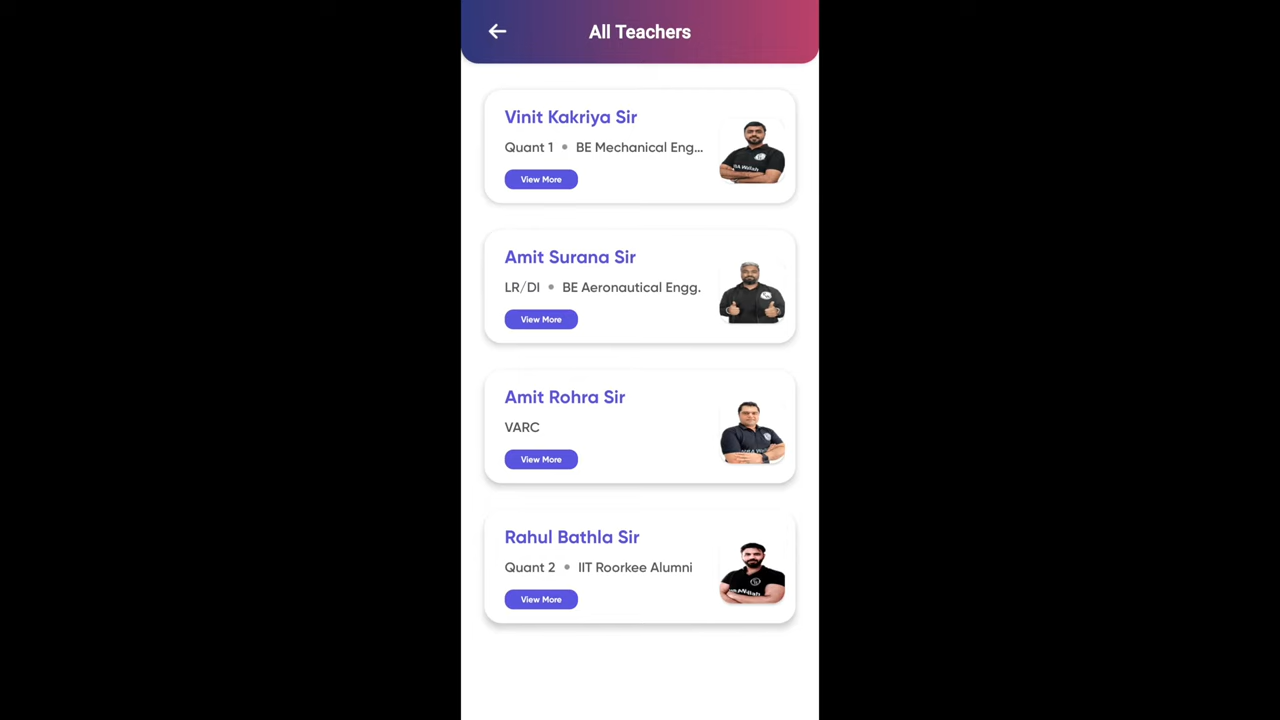 All Teachers
Vinit Kakriya Sir
Quant 1 • BE Mechanical Eng...
View More
Amit Surana Sir
LR/DI • BE Aeronautical Engg.
View More
Amit Rohra Sir
VARC
View More
Rahul Bathla Sir
Quant 2 • IIT Roorkee Alumni
View More